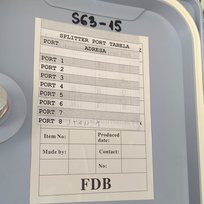 S63-15
SPLITTER PORT TABELA
PORT ADRESA
PORT 1
PORT 2
PORT 3
PORT 4
PORT 5
PORT 6
PORT 7
PORT 8
Item No: Produced date:
Made by: Contact:
No:
FDB